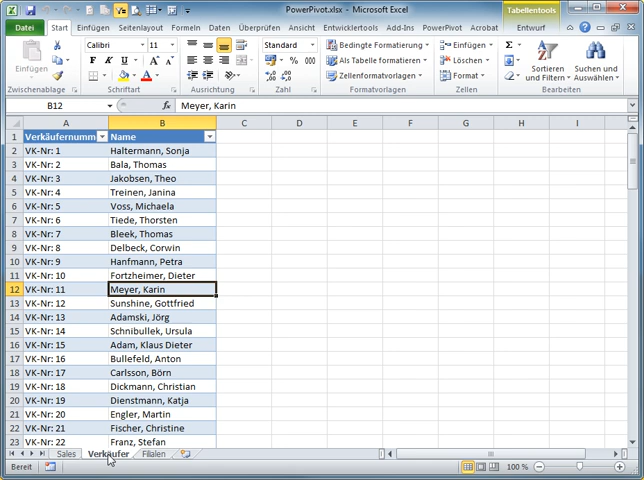 PowerPivot.xlsx - Microsoft Excel
Tabellentools
Datei Start Einfügen Seitenlayout Formeln Daten Überprüfen Ansicht Entwicklertools Add-Ins PowerPivot Acrobat Entwurf
Einfügen
Calibri 11
F K U
Standard
Bedingte Formatierung
Als Tabelle formatieren
Zellenformatvorlagen
Einfügen
Löschen
Format
Sortieren und Filtern
Suchen und Auswählen
Zwischenablage Schriftart Ausrichtung Zahl Formatvorlagen Zellen Bearbeiten
B12 fx Meyer, Karin
A B C D E F G H I
1 Verkäufernumm Name
2 VK-Nr: 1 Haltermann, Sonja
3 VK-Nr: 2 Bala, Thomas
4 VK-Nr: 3 Jakobsen, Theo
5 VK-Nr: 4 Treinen, Janina
6 VK-Nr: 5 Voss, Michaela
7 VK-Nr: 6 Tiede, Thorsten
8 VK-Nr: 7 Bleek, Thomas
9 VK-Nr: 8 Delbeck, Corwin
10 VK-Nr: 9 Hanfmann, Petra
11 VK-Nr: 10 Fortzheimer, Dieter
12 VK-Nr: 11 Meyer, Karin
13 VK-Nr: 12 Sunshine, Gottfried
14 VK-Nr: 13 Adamski, Jörg
15 VK-Nr: 14 Schnibullek, Ursula
16 VK-Nr: 15 Adam, Klaus Dieter
17 VK-Nr: 16 Bullefeld, Anton
18 VK-Nr: 17 Carlsson, Börn
19 VK-Nr: 18 Dickmann, Christian
20 VK-Nr: 19 Dienstmann, Katja
21 VK-Nr: 20 Engler, Martin
22 VK-Nr: 21 Fischer, Christine
23 VK-Nr: 22 Franz, Stefan
Sales Verkäufer Filialen
Bereit 100 %